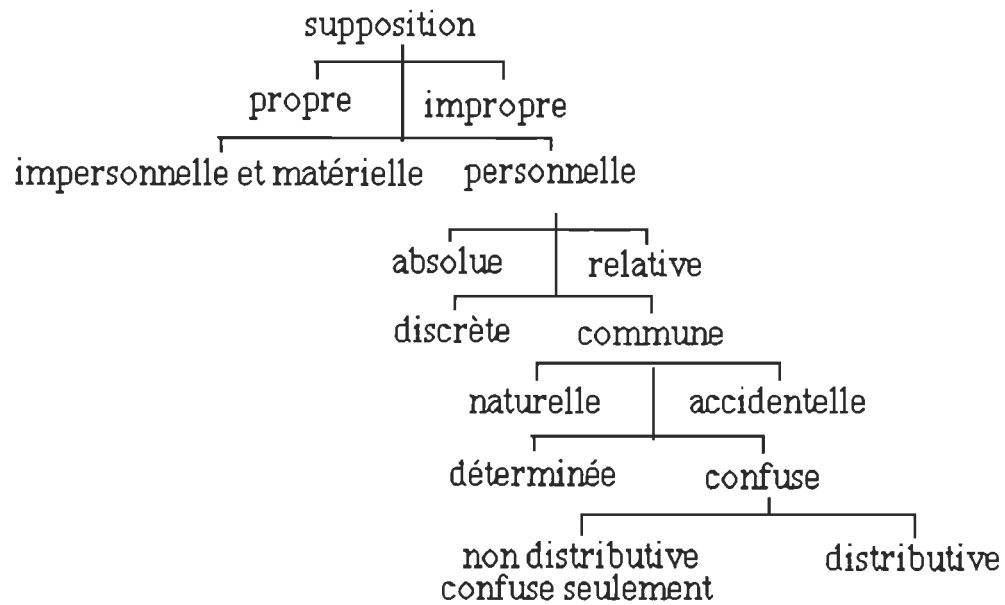 supposition
propre impropre
impersonnelle et matérielle personnelle
absolue relative
discrète commune
naturelle accidentelle
déterminée confuse
non distributive distributive
confuse seulement